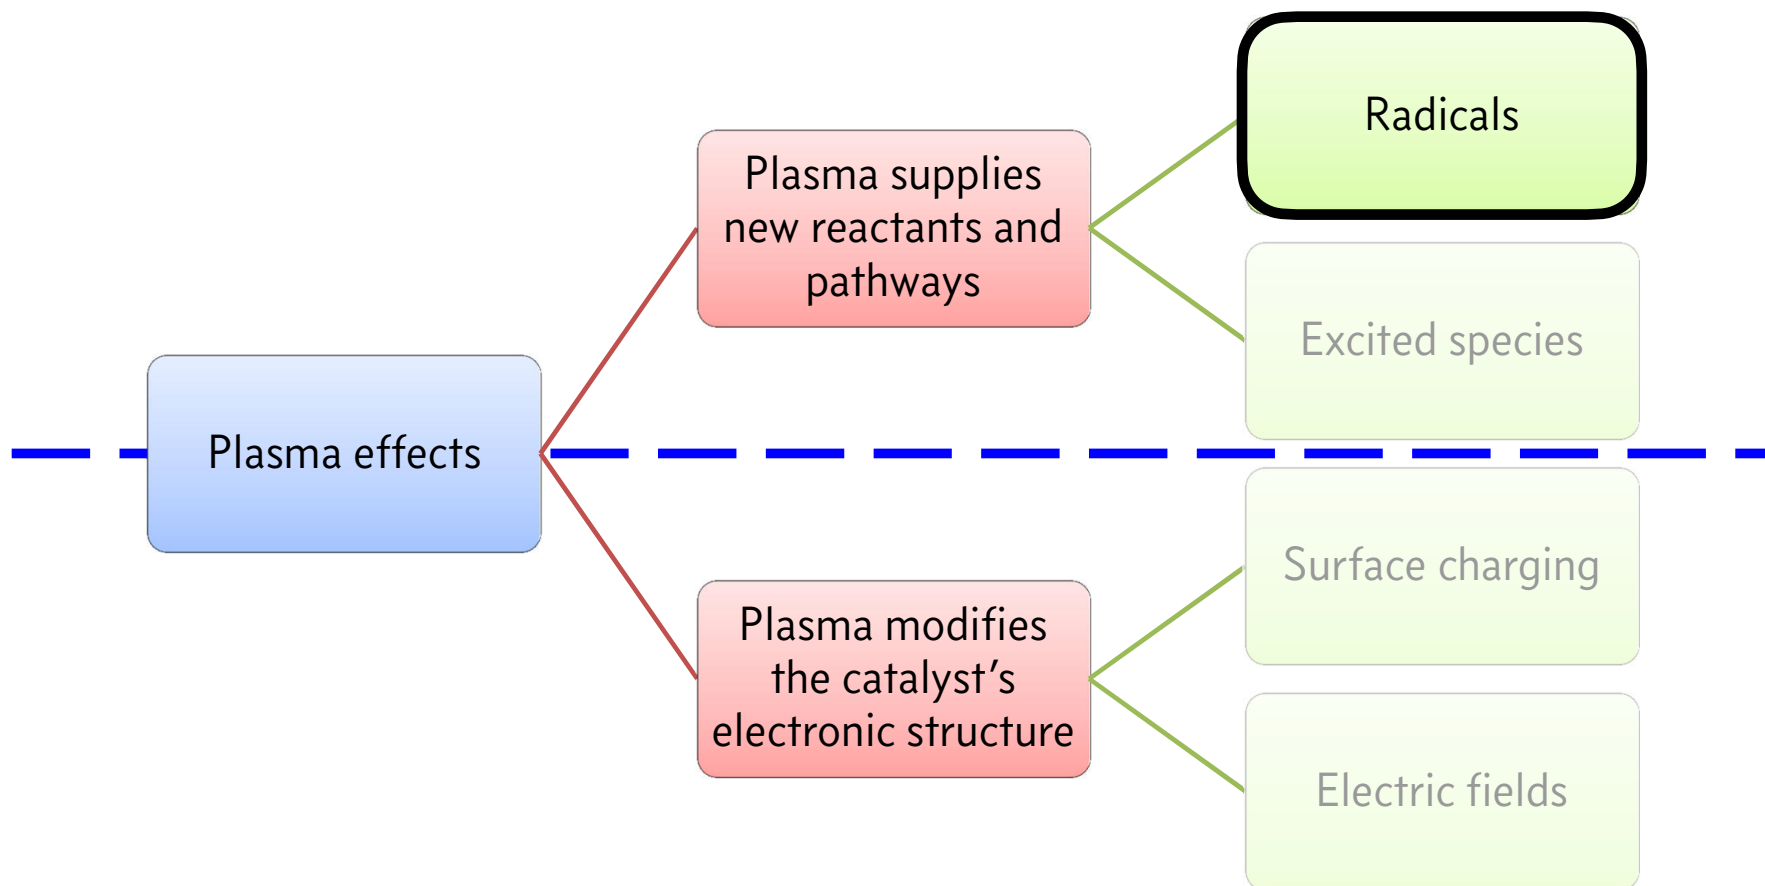 Radicals
Plasma supplies
new reactants and
pathways
Excited species
Plasma effects
Surface charging
Plasma modifies
the catalyst’s
electronic structure
Electric fields